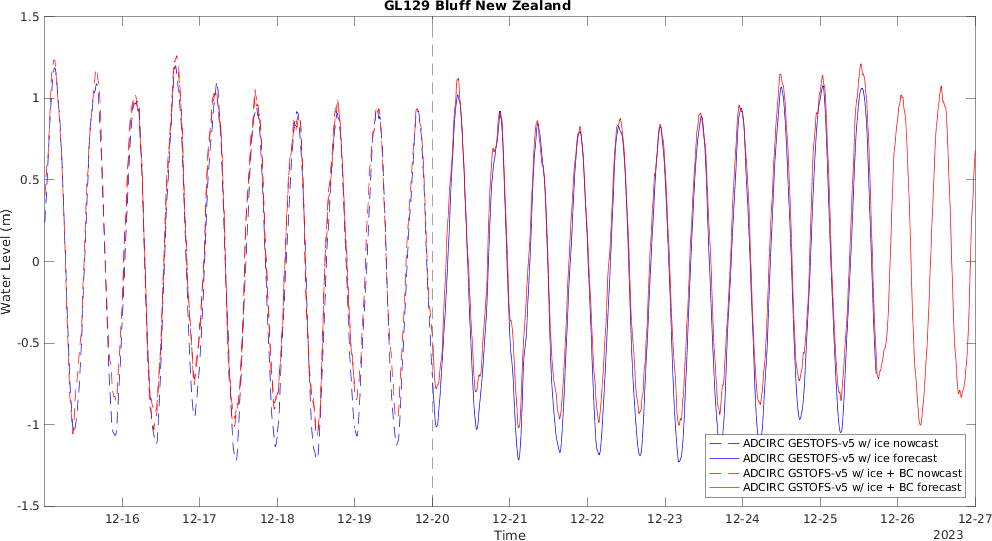 GL129 Bluff New Zealand
1.5
1
0.5
0
-0.5
-1
-1.5
Water Level (m)
ADCIRC GESTOFS-v5 w/ ice nowcast
ADCIRC GESTOFS-v5 w/ ice forecast
ADCIRC GSTOFS-v5 w/ ice + BC nowcast
ADCIRC GSTOFS-v5 w/ ice + BC forecast
12-16 12-17 12-18 12-19 12-20 12-21 12-22 12-23 12-24 12-25 12-26 12-27
Time
2023